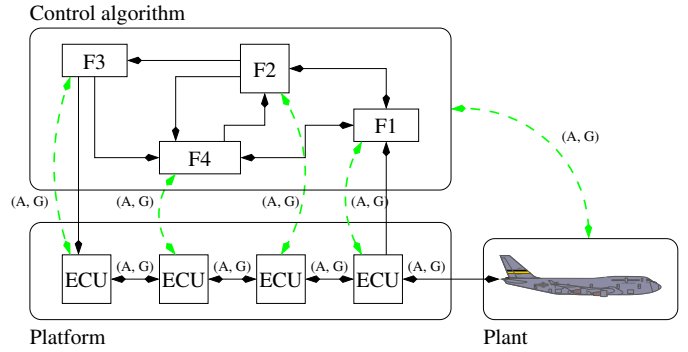 Control algorithm
F3
F2
F1
F4
(A, G)
(A, G) (A, G) (A, G) (A, G)
ECU (A, G) ECU (A, G) ECU (A, G) ECU (A, G)
Platform
Plant